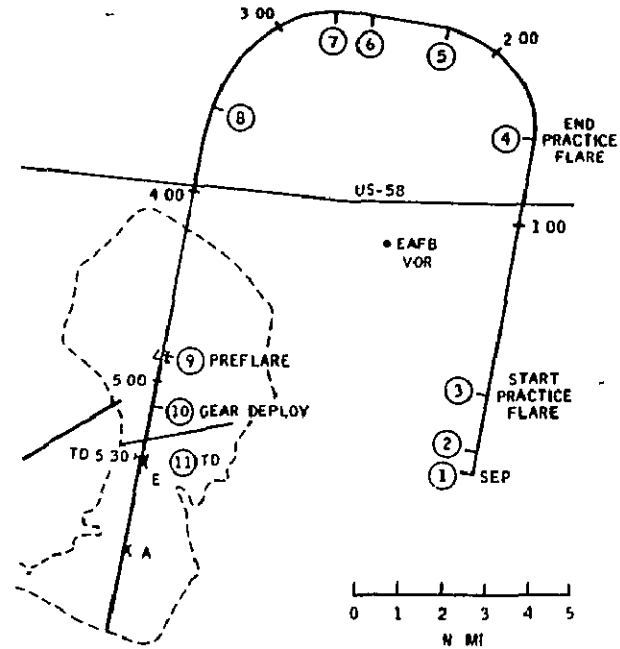 3 00
7
6
5
2 00
8
4
END
PRACTICE
FLARE
4 00
US-58
1 00
EAFB
VOR
9 PREFLARE
5 00
10 GEAR DEPLOY
3
START
PRACTICE
FLARE
TD 5 30
11 TD
E
2
1 SEP
A
0 1 2 3 4 5
N MI